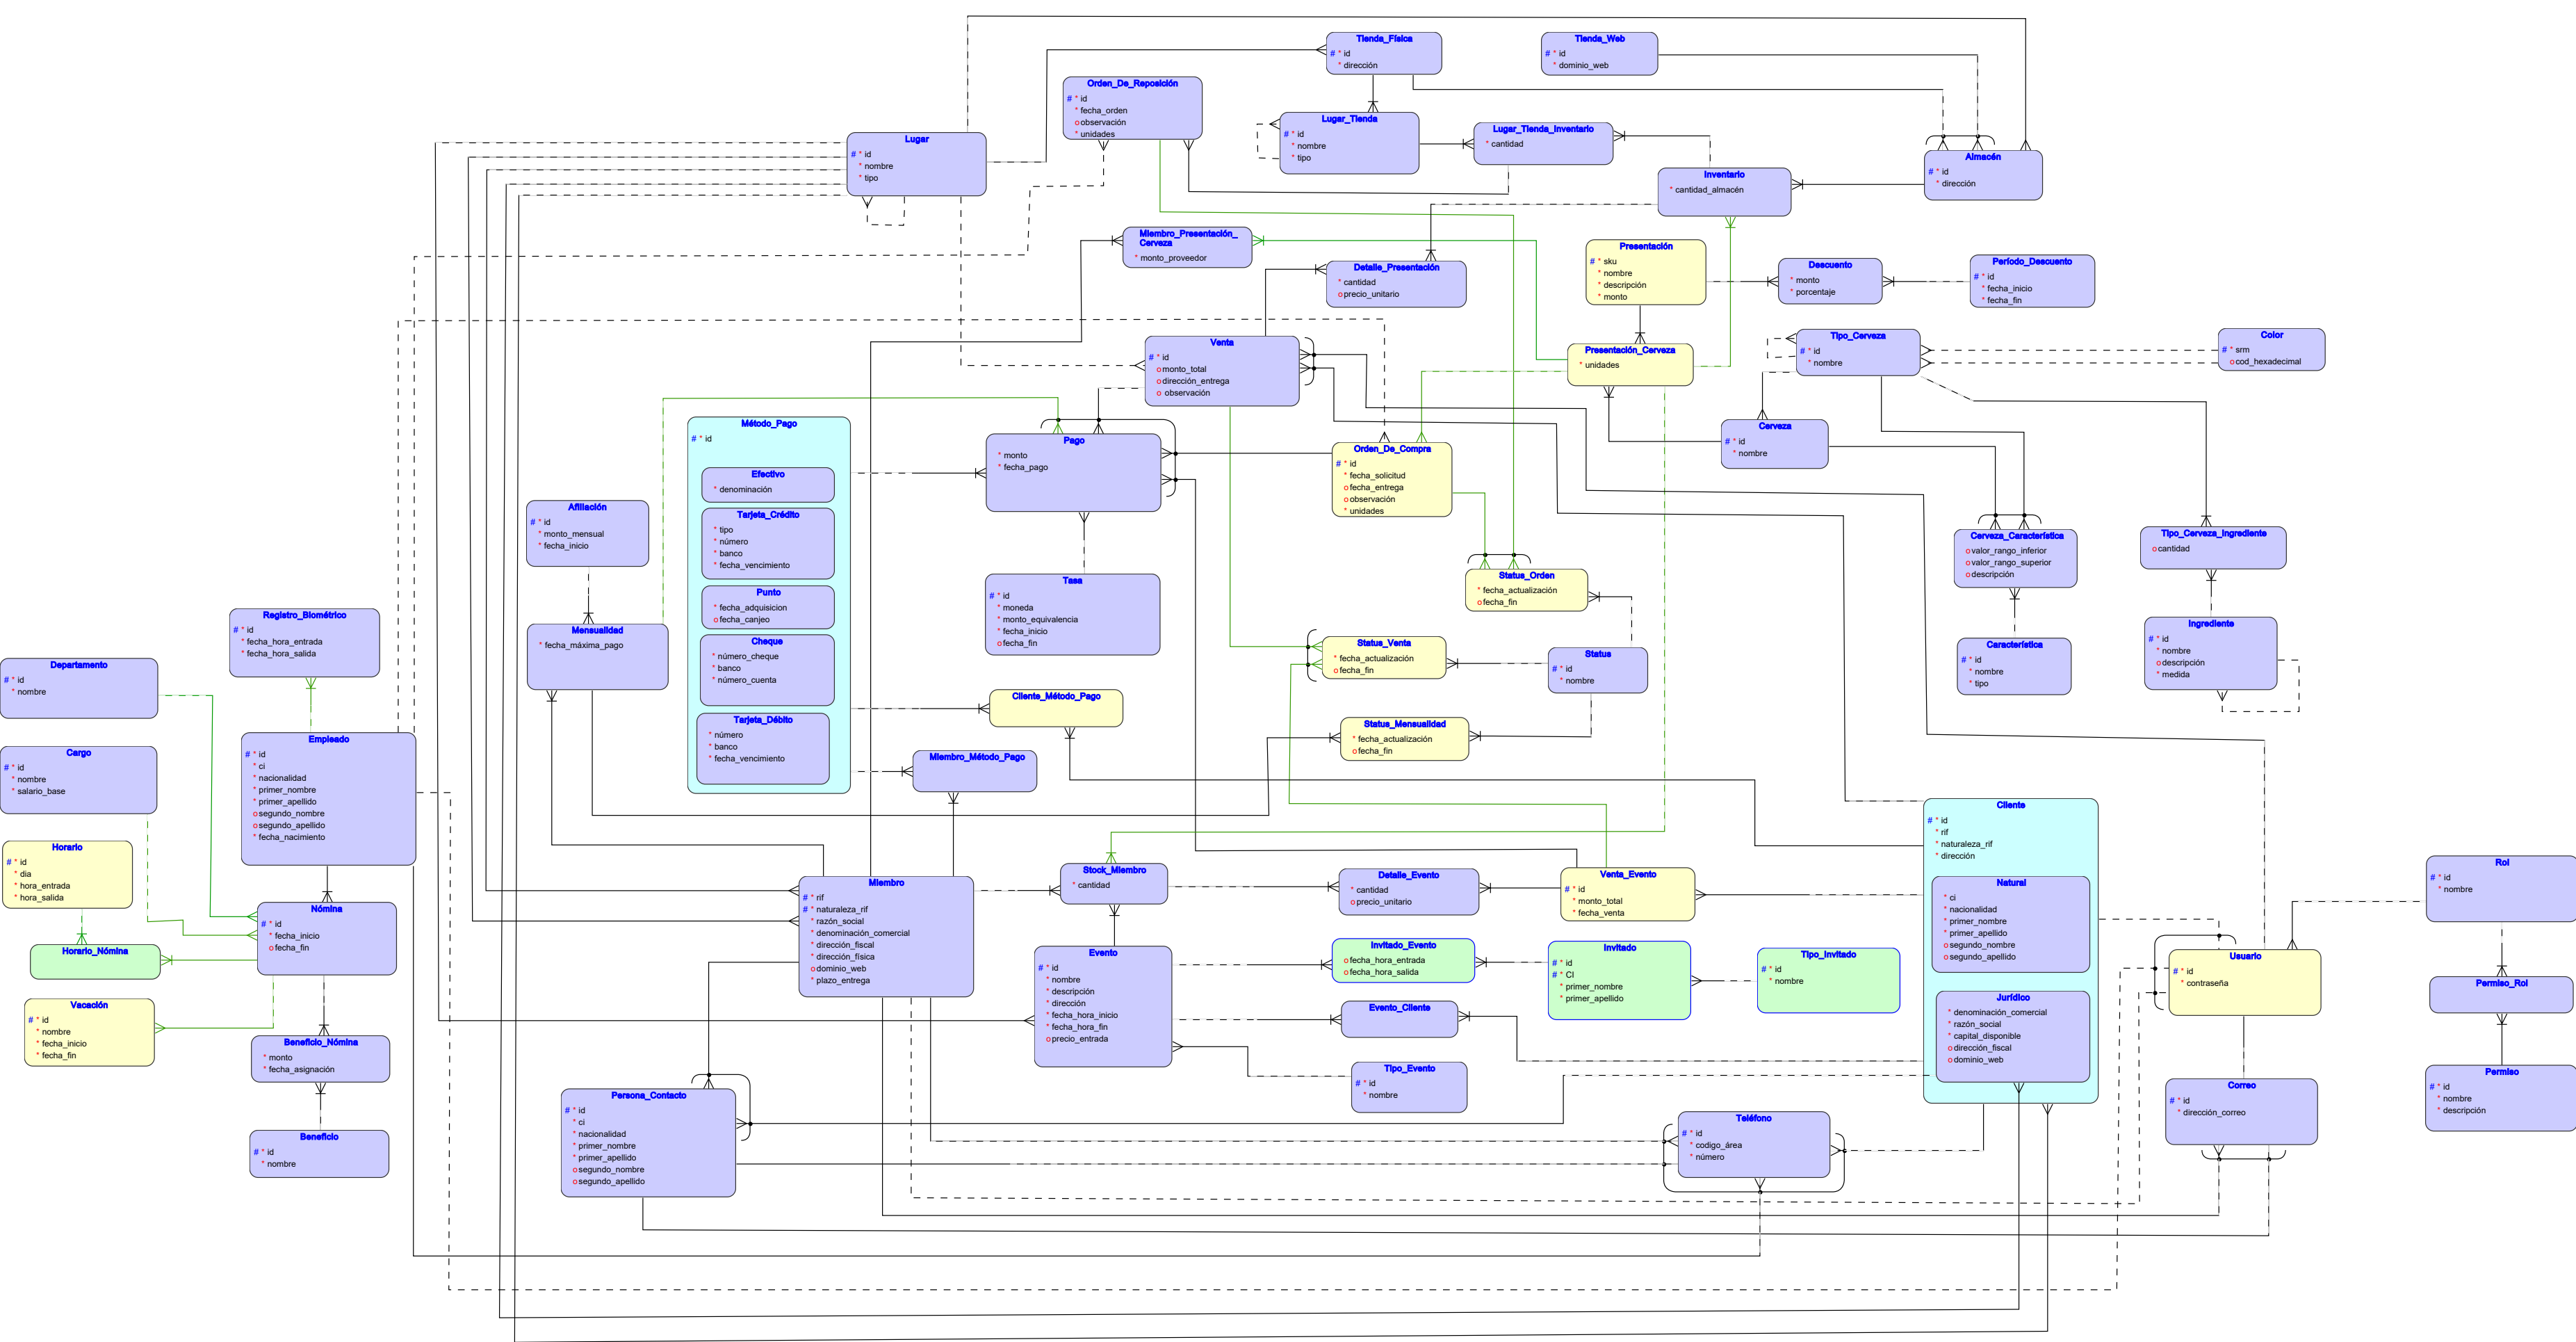 Tienda_Física
# * id
* dirección
Tienda_Web
# * id
* dominio_web
Orden_De_Reposición
# * id
* fecha_orden
o observación
* unidades
Lugar_Tienda
# * id
* nombre
* tipo
Lugar_Tienda_Inventario
* cantidad
Lugar
# * id
* nombre
* tipo
Almacén
# * id
* dirección
Inventario
* cantidad_almacén
Miembro_Presentación_
Cerveza
* monto_proveedor
Detalle_Presentación
* cantidad
o precio_unitario
Presentación
# * sku
* nombre
* descripción
* monto
Descuento
* monto
* porcentaje
Período_Descuento
# * id
* fecha_inicio
* fecha_fin
Venta
# * id
o monto_total
o dirección_entrega
o observación
Presentación_Cerveza
* unidades
Tipo_Cerveza
# * id
* nombre
Color
# * srm
o cod_hexadecimal
Método_Pago
# * id
Efectivo
* denominación
Tarjeta_Crédito
* tipo
* número
* banco
* fecha_vencimiento
Punto
* fecha_adquisicion
o fecha_canjeo
Cheque
* número_cheque
* banco
* número_cuenta
Tarjeta_Débito
* número
* banco
* fecha_vencimiento
Pago
* monto
* fecha_pago
Orden_De_Compra
# * id
* fecha_solicitud
o fecha_entrega
o observación
* unidades
Cerveza
# * id
* nombre
Afiliación
# * id
* monto_mensual
* fecha_inicio
Cerveza_Característica
o valor_rango_inferior
o valor_rango_superior
o descripción
Tipo_Cerveza_Ingrediente
o cantidad
Tasa
# * id
* moneda
* monto_equivalencia
* fecha_inicio
o fecha_fin
Status_Orden
* fecha_actualización
o fecha_fin
Registro_Biométrico
# * id
* fecha_hora_entrada
* fecha_hora_salida
Mensualidad
* fecha_máxima_pago
Status_Venta
* fecha_actualización
o fecha_fin
Status
# * id
* nombre
Característica
# * id
* nombre
* tipo
Ingrediente
# * id
* nombre
o descripción
* medida
Departamento
# * id
* nombre
Cliente_Método_Pago
Status_Mensualidad
* fecha_actualización
o fecha_fin
Empleado
# * id
* ci
* nacionalidad
* primer_nombre
* primer_apellido
o segundo_nombre
o segundo_apellido
* fecha_nacimiento
Cargo
# * id
* nombre
* salario_base
Miembro_Método_Pago
Horario
# * id
* dia
* hora_entrada
* hora_salida
Cliente
# * id
* rif
* naturaleza_rif
* dirección
Natural
* ci
* nacionalidad
* primer_nombre
* primer_apellido
o segundo_nombre
o segundo_apellido
Jurídico
* denominación_comercial
* razón_social
* capital_disponible
o dirección_fiscal
o dominio_web
Rol
# * id
* nombre
Stock_Miembro
* cantidad
Detalle_Evento
* cantidad
o precio_unitario
Venta_Evento
# * id
* monto_total
* fecha_venta
Miembro
# * rif
# * naturaleza_rif
* razón_social
* denominación_comercial
* dirección_fiscal
* dirección_física
o dominio_web
* plazo_entrega
Nómina
# * id
* fecha_inicio
o fecha_fin
Horario_Nómina
Evento
# * id
* nombre
* descripción
* dirección
* fecha_hora_inicio
* fecha_hora_fin
o precio_entrada
Invitado_Evento
o fecha_hora_entrada
o fecha_hora_salida
Invitado
# * id
# * CI
* primer_nombre
* primer_apellido
Tipo_Invitado
# * id
* nombre
Usuario
# * id
* contraseña
Permiso_Rol
Vacación
# * id
* nombre
* fecha_inicio
* fecha_fin
Evento_Cliente
Beneficio_Nómina
* monto
* fecha_asignación
Tipo_Evento
# * id
* nombre
Permiso
# * id
* nombre
* descripción
Correo
# * id
* dirección_correo
Persona_Contacto
# * id
* ci
* nacionalidad
* primer_nombre
* primer_apellido
o segundo_nombre
o segundo_apellido
Teléfono
# * id
* codigo_área
* número
Beneficio
# * id
* nombre